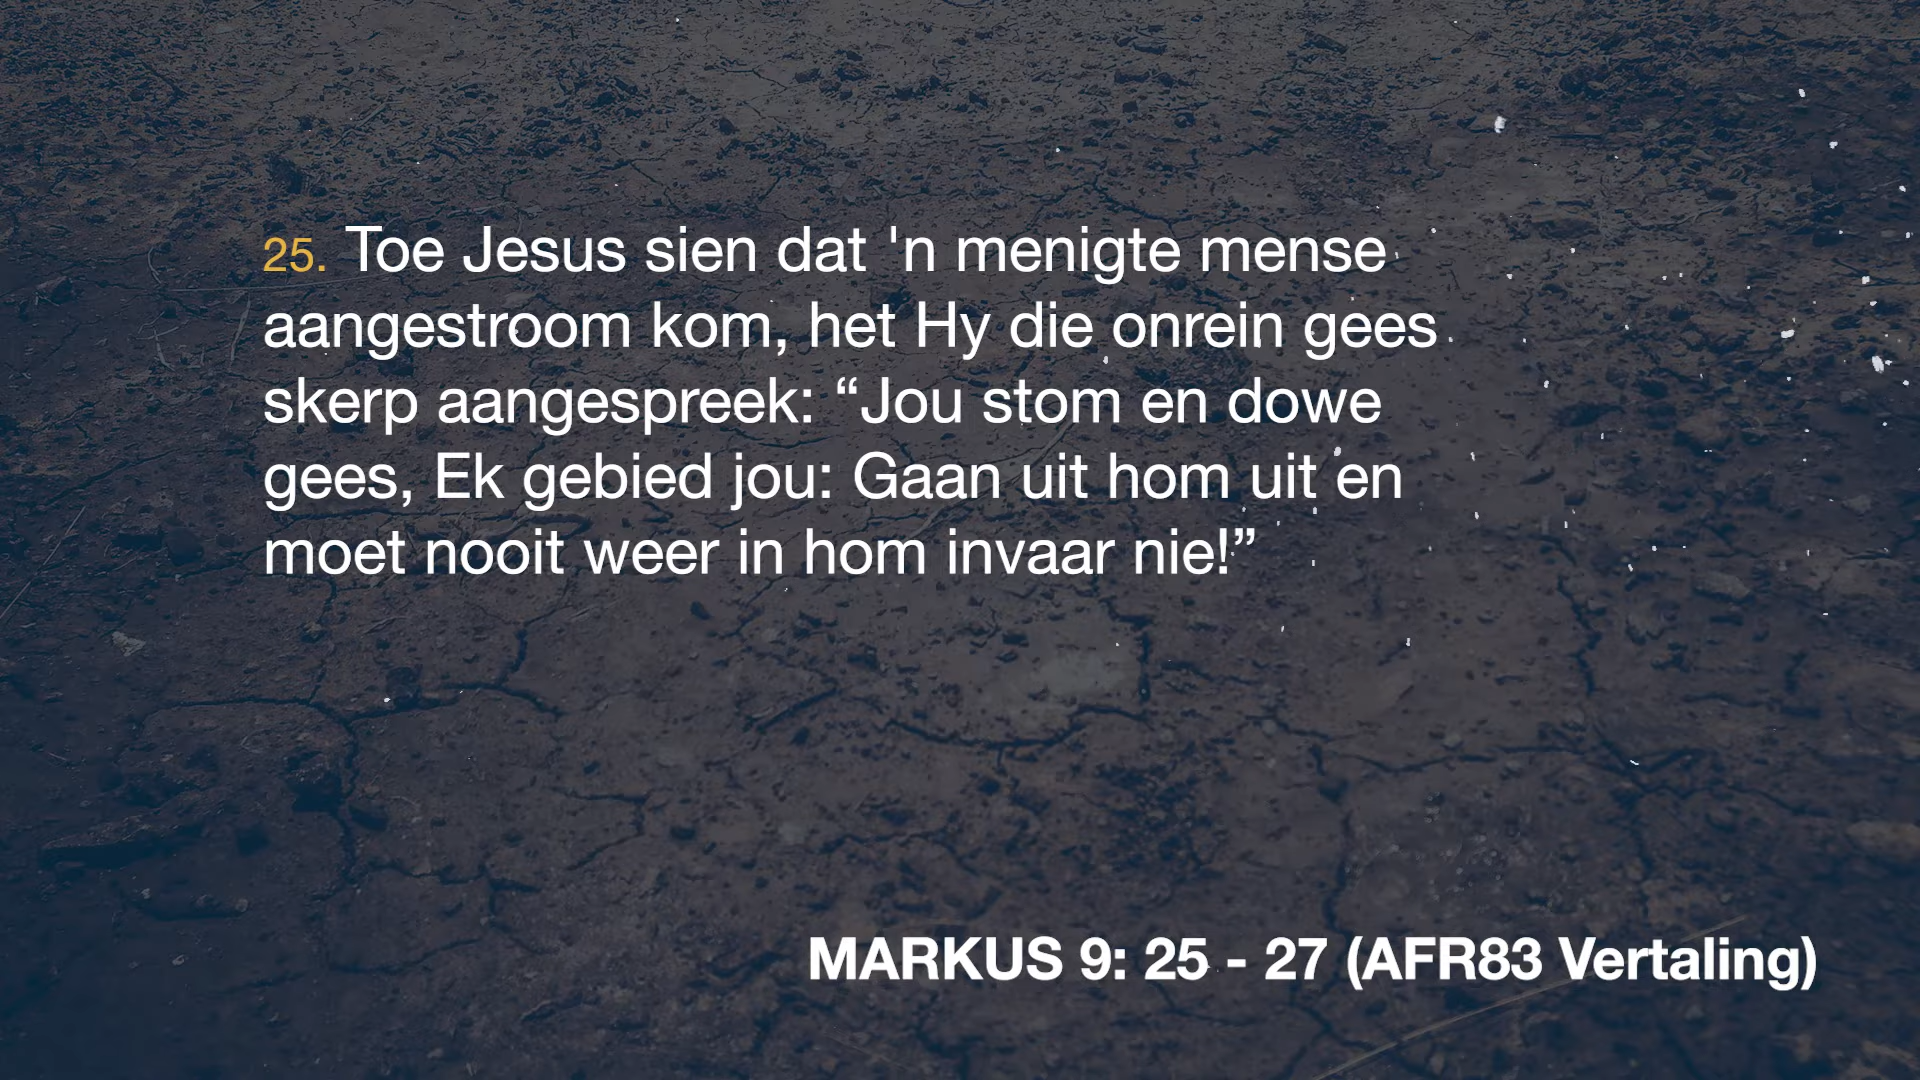 25. Toe Jesus sien dat 'n menigte mense
aangestroom kom, het Hy die onrein gees
skerp aangespreek: “Jou stom en dowe
gees, Ek gebied jou: Gaan uit hom uit en
moet nooit weer in hom invaar nie!”
MARKUS 9: 25 - 27 (AFR83 Vertaling)